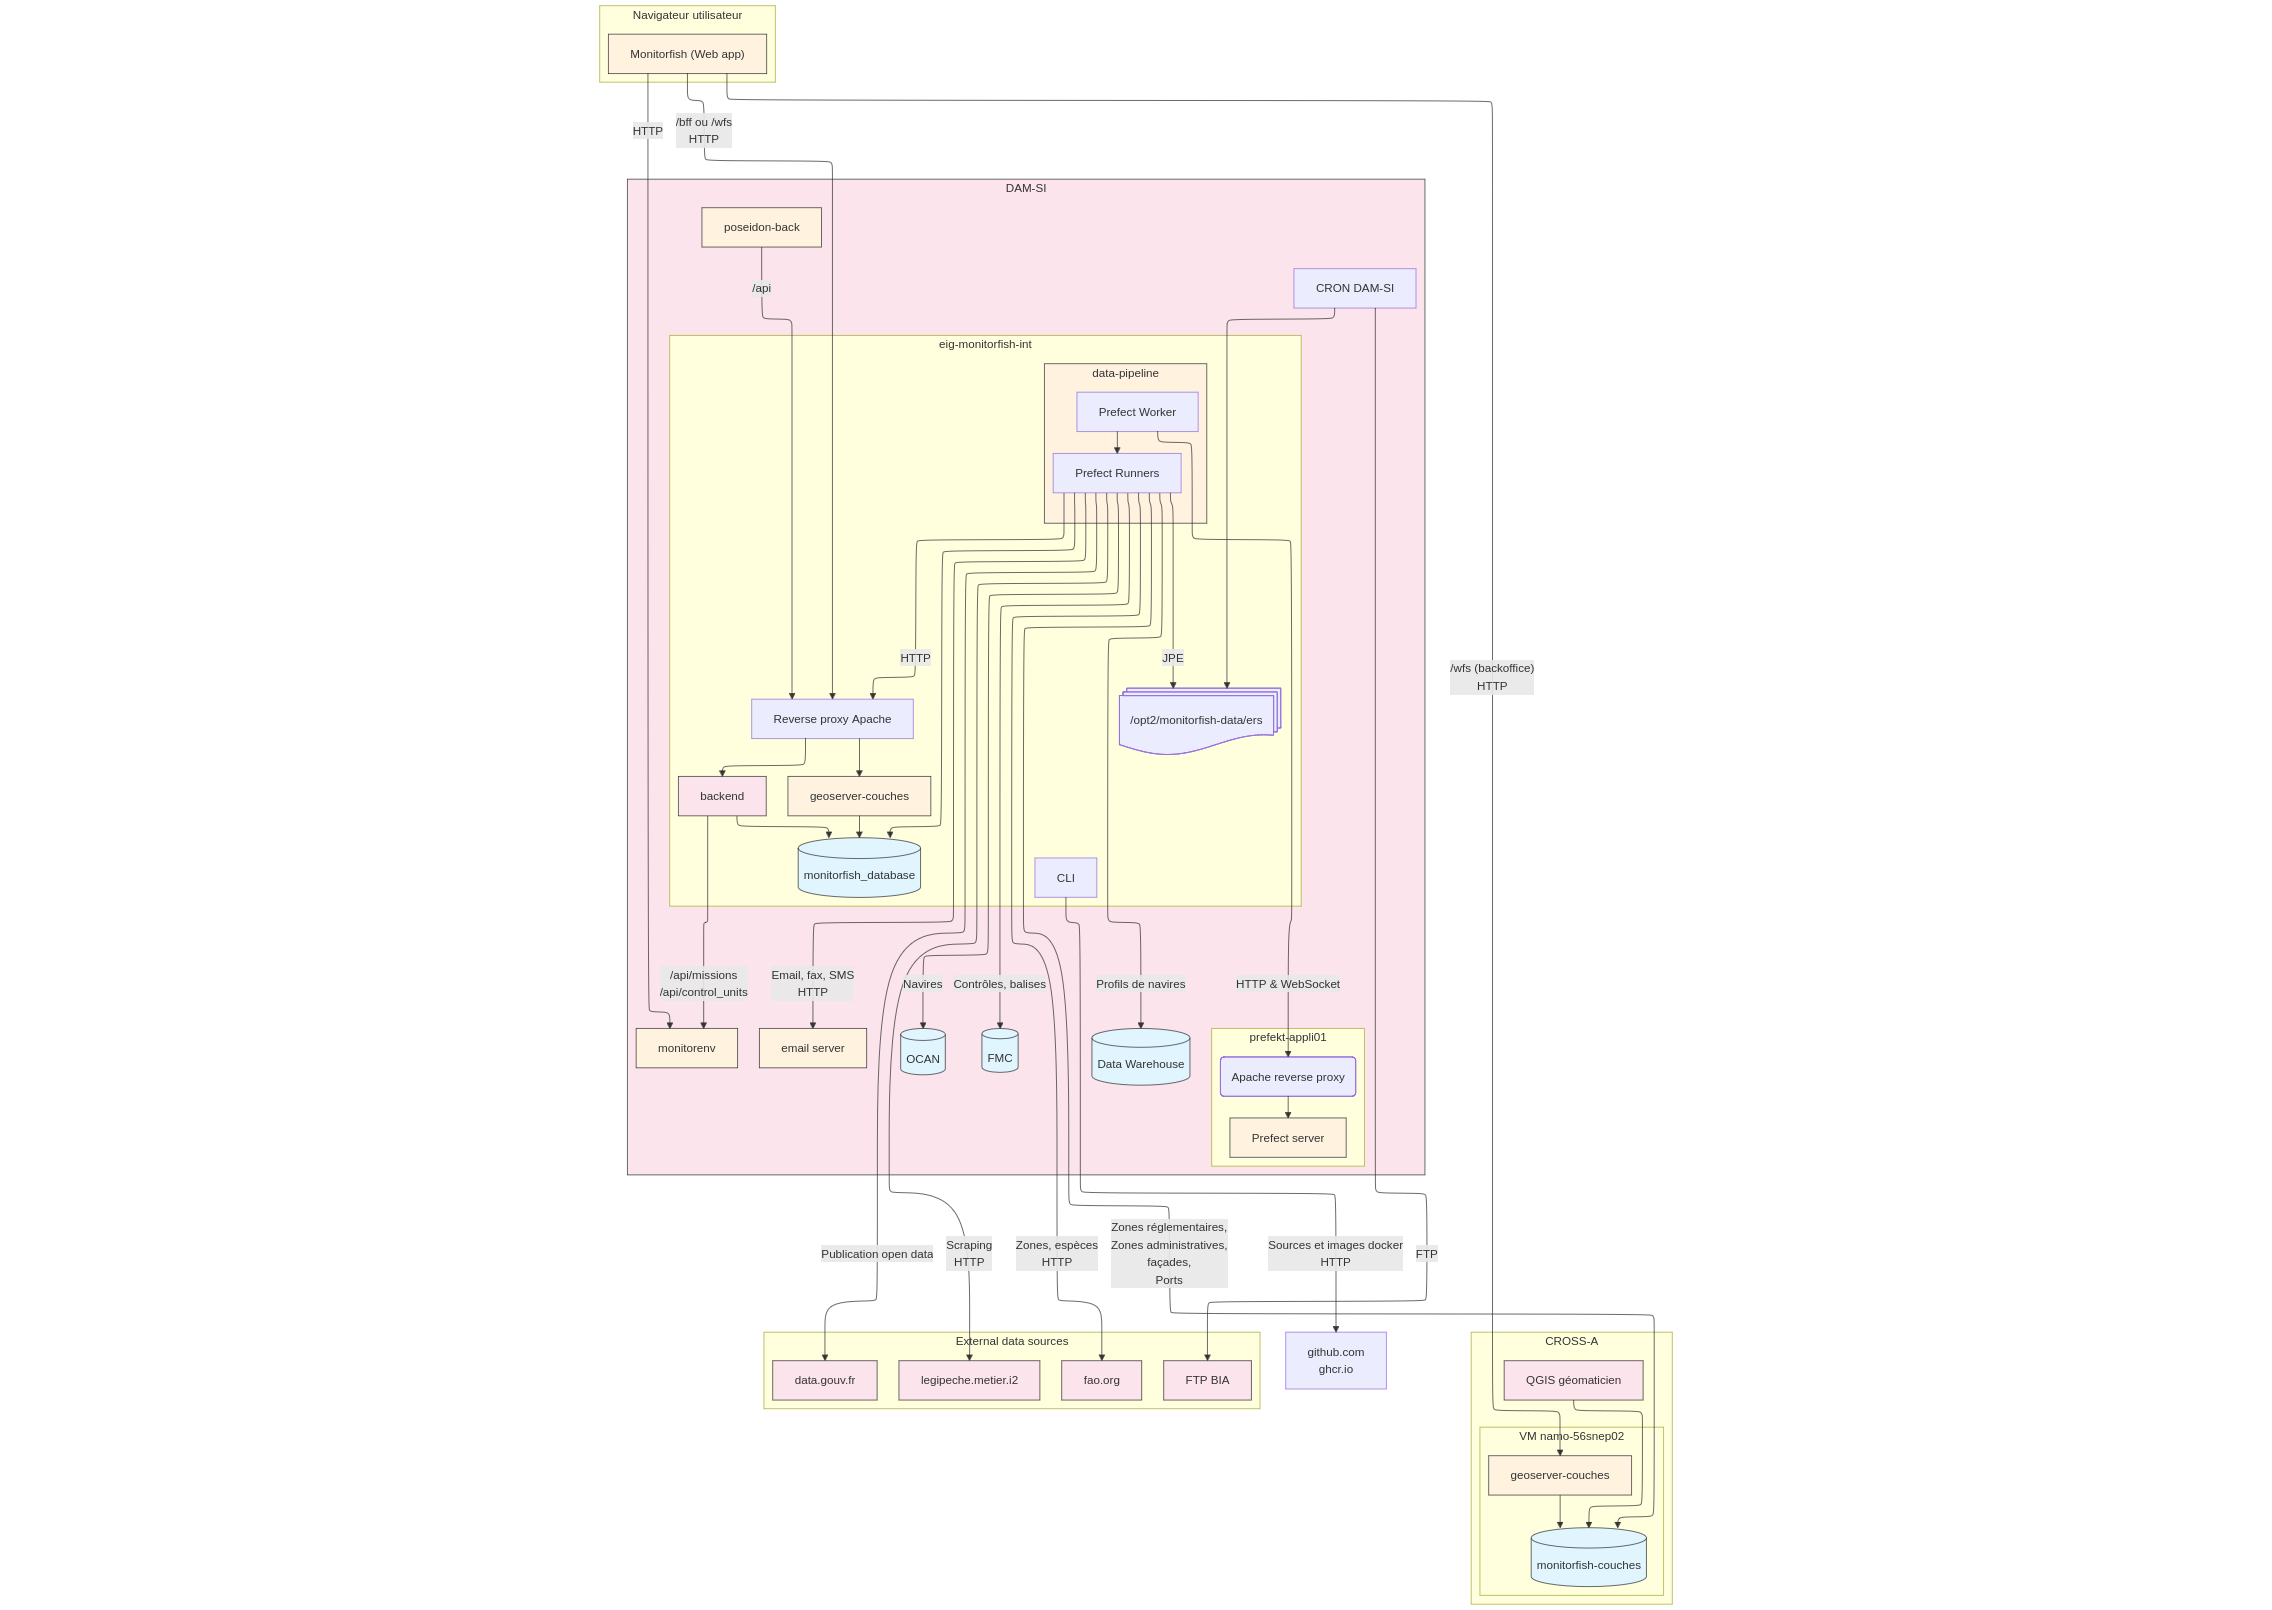 Navigateur utilisateur
Monitorfish (Web app)
HTTP
/bff ou /wfs
HTTP
DAM-SI
poseidon-back
/api
CRON DAM-SI
eig-monitorfish-int
data-pipeline
Prefect Worker
Prefect Runners
HTTP
JPE
/wfs (backoffice)
HTTP
Reverse proxy Apache
/opt2/monitorfish-data/ers
backend
geoserver-couches
monitorfish_database
CLI
/api/missions
/api/control_units
Email, fax, SMS
HTTP
Navires
Contrôles, balises
Profils de navires
HTTP & WebSocket
monitorenv
email server
OCAN
FMC
Data Warehouse
prefekt-appli01
Apache reverse proxy
Prefect server
Publication open data
Scraping
HTTP
Zones, espèces
HTTP
Zones réglementaires,
Zones administratives,
façades,
Ports
Sources et images docker
HTTP
FTP
External data sources
data.gouv.fr
legipeche.metier.i2
fao.org
FTP BIA
github.com
ghcr.io
CROSS-A
QGIS géomaticien
VM namo-56snep02
geoserver-couches
monitorfish-couches